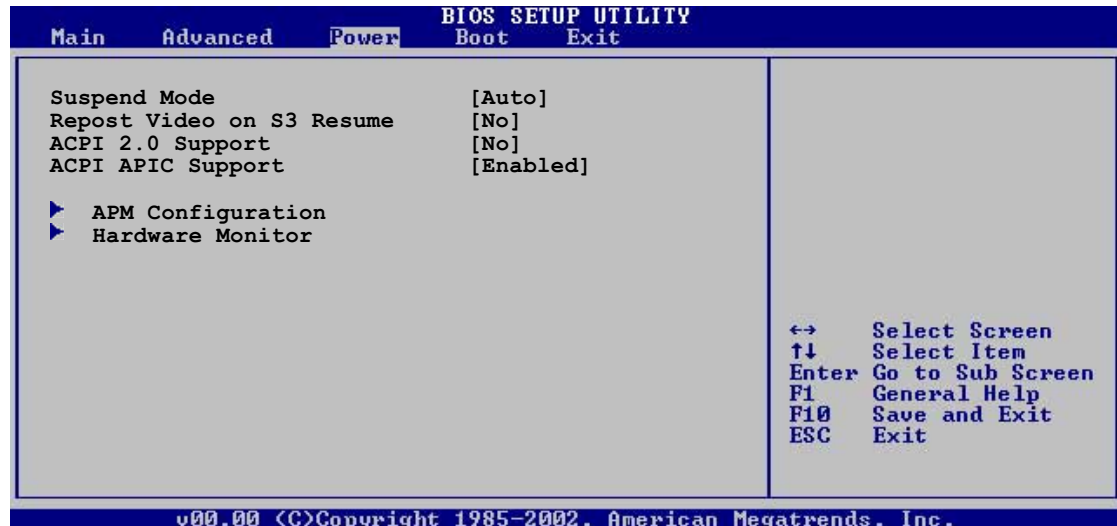 BIOS SETUP UTILITY
Main Advanced Power Boot Exit
Suspend Mode [Auto]
Repost Video on S3 Resume [No]
ACPI 2.0 Support [No]
ACPI APIC Support [Enabled]
APM Configuration
Hardware Monitor
←→ Select Screen
↑↓ Select Item
Enter Go to Sub Screen
F1 General Help
F10 Save and Exit
ESC Exit
v00.00 (C)Copyright 1985-2002, American Megatrends, Inc.